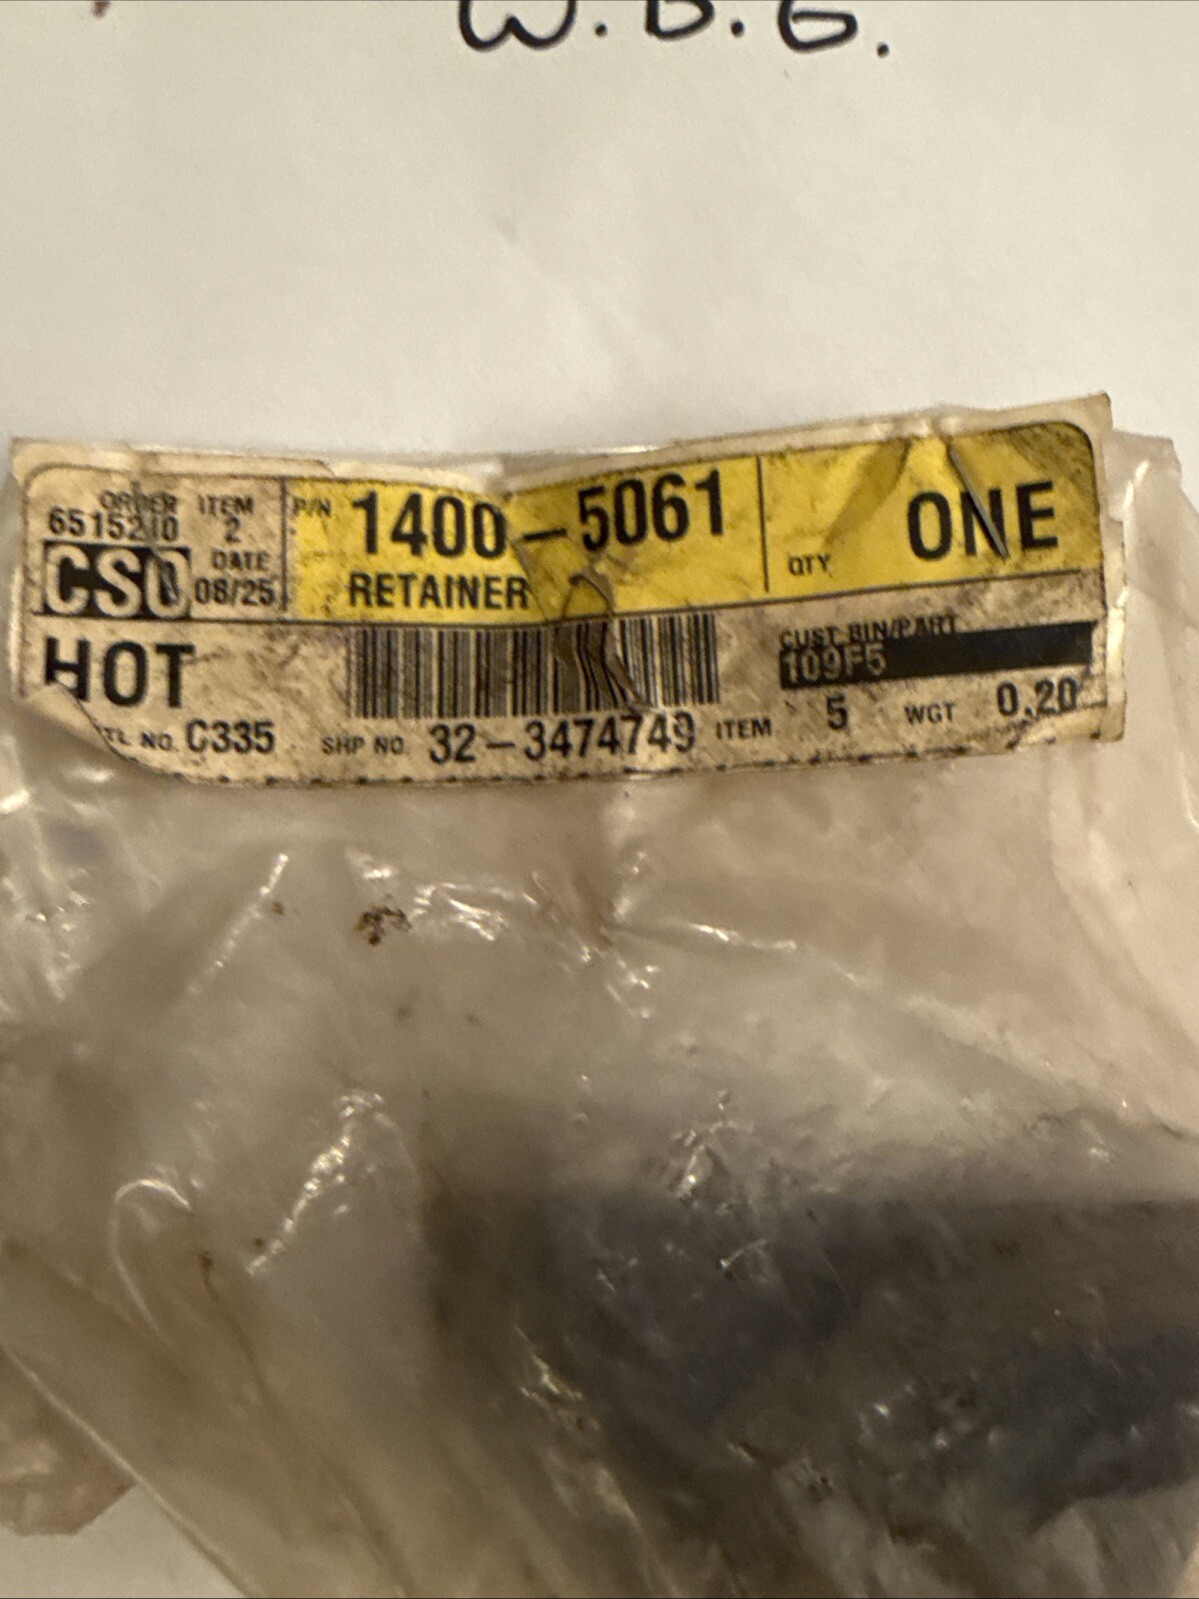 W.B.G.
ORDER ITEM P/N 1400-5061 QTY ONE
6515210 2
CSO DATE RETAINER
08/25
HOT CUST BIN/PART
109F5
TL NO. C335 SHP NO. 32-3474749 ITEM 5 WGT 0.20